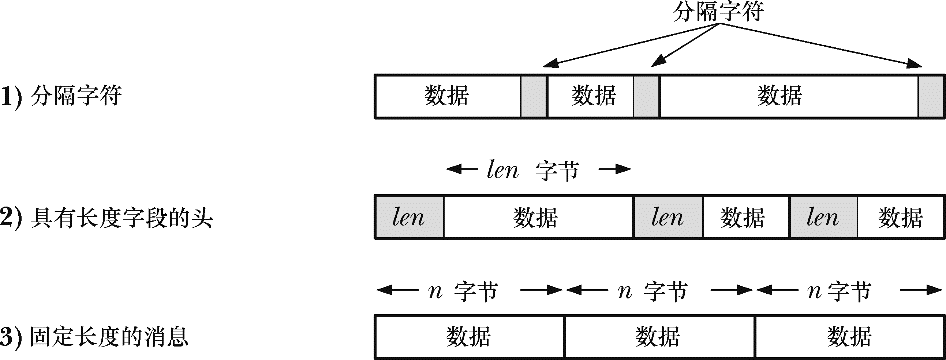 分隔字符
1) 分隔字符
数据 数据 数据
len 字节
2) 具有长度字段的头
len 数据 len 数据 len 数据
n 字节 n 字节 n 字节
3) 固定长度的消息
数据 数据 数据